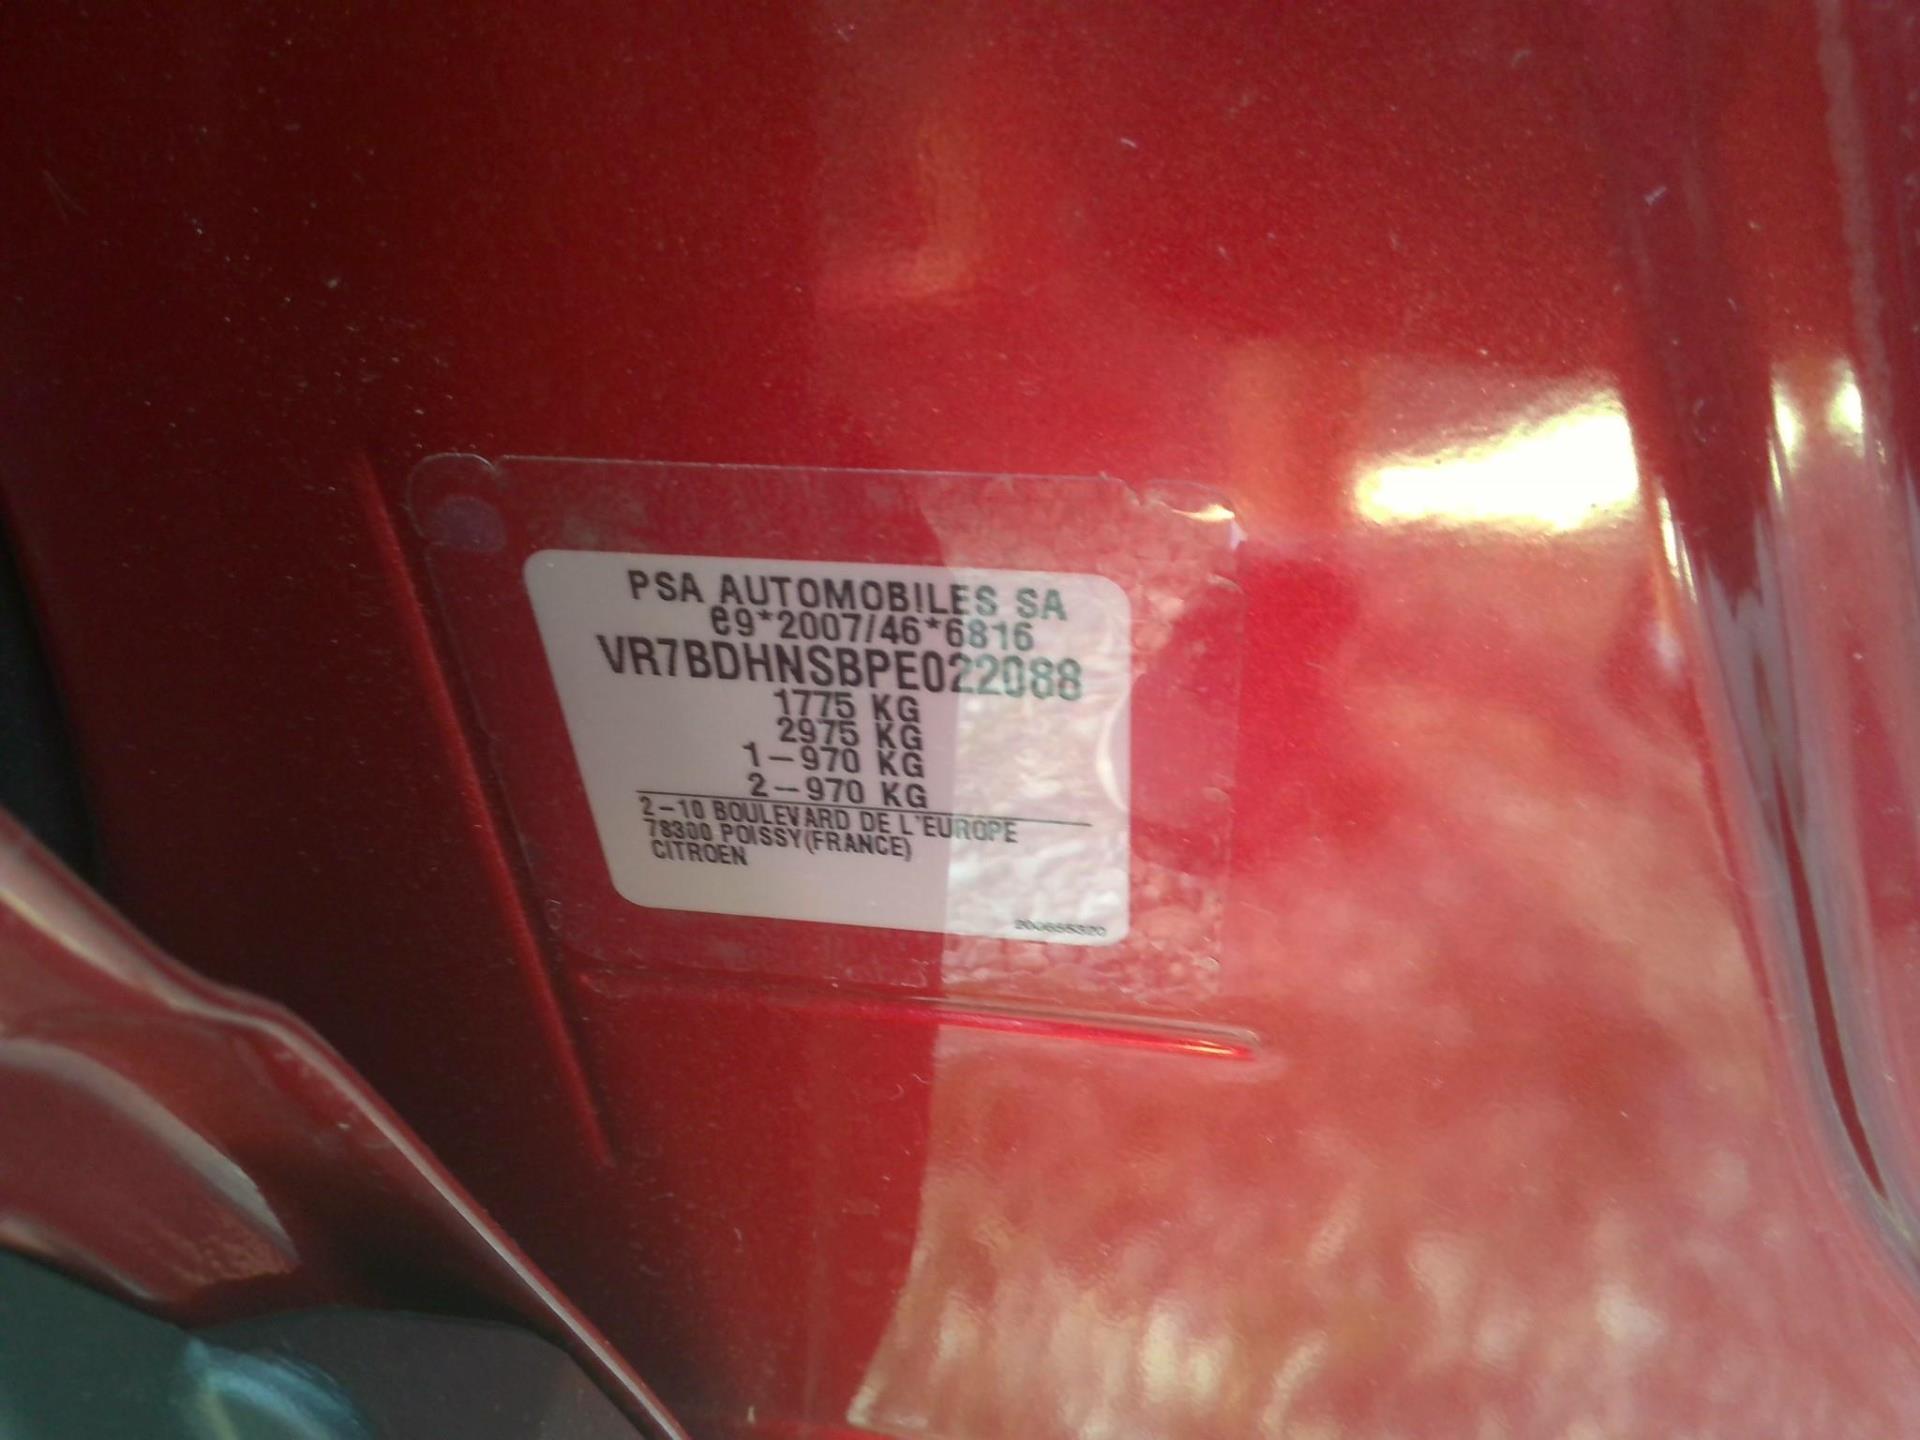 PSA AUTOMOBILES SA
e9*2007/46*6816
VR7BDHNSBPE022088
1775 KG
2975 KG
1-970 KG
2-970 KG
2-10 BOULEVARD DE L'EUROPE
78300 POISSY(FRANCE)
CITROEN
200655320